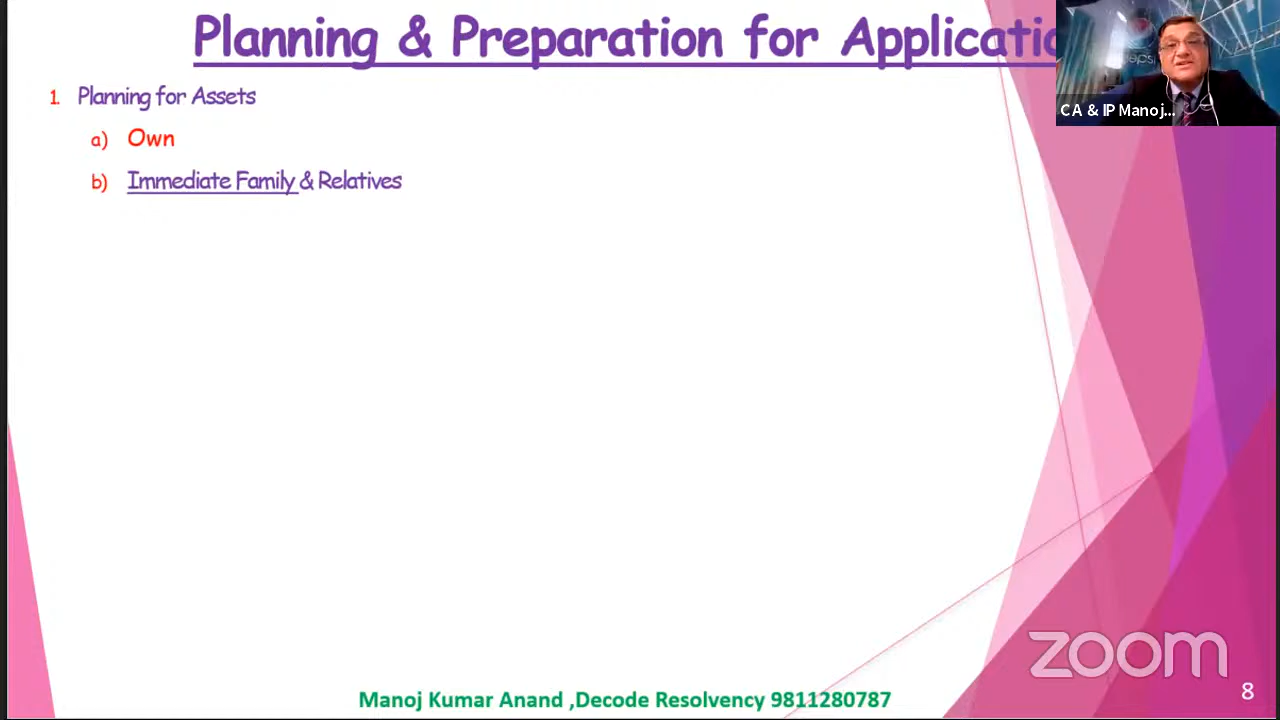 Planning & Preparation for Applicatio
1. Planning for Assets
a) Own
b) Immediate Family & Relatives
CA & IP Manoj...
zoom
Manoj Kumar Anand ,Decode Resolvency 9811280787
8